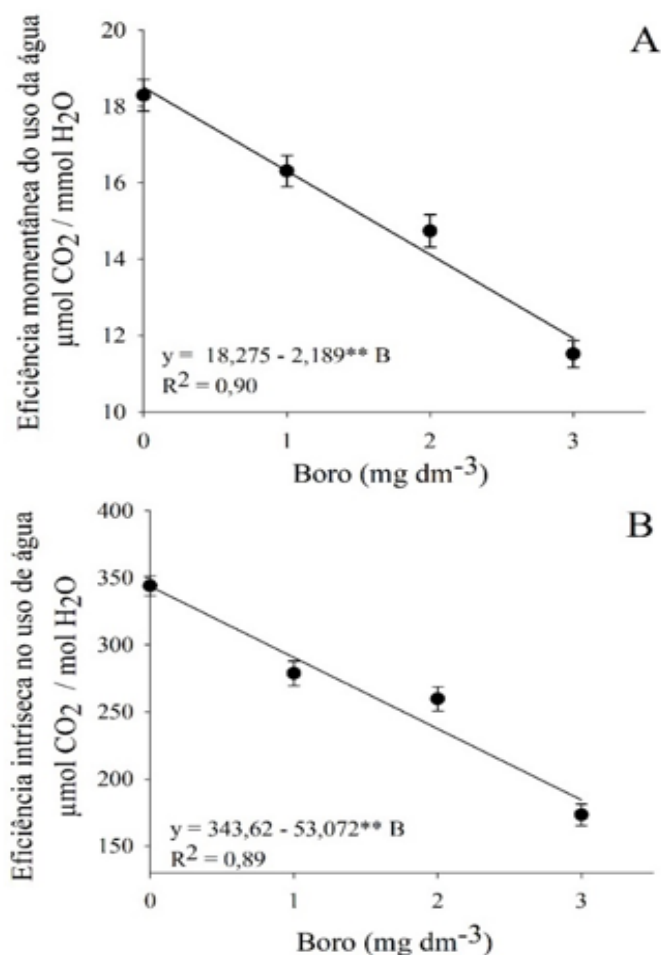 A
Eficiência momentânea do uso da água
µmol CO2 / mmol H2O
20
18
16
14
12
10
y = 18,275 - 2,189** B
R2 = 0,90
0 1 2 3
Boro (mg dm-3)
B
Eficiência intríseca no uso de água
µmol CO2 / mol H2O
400
350
300
250
200
150
y = 343,62 - 53,072** B
R2 = 0,89
0 1 2 3
Boro (mg dm-3)